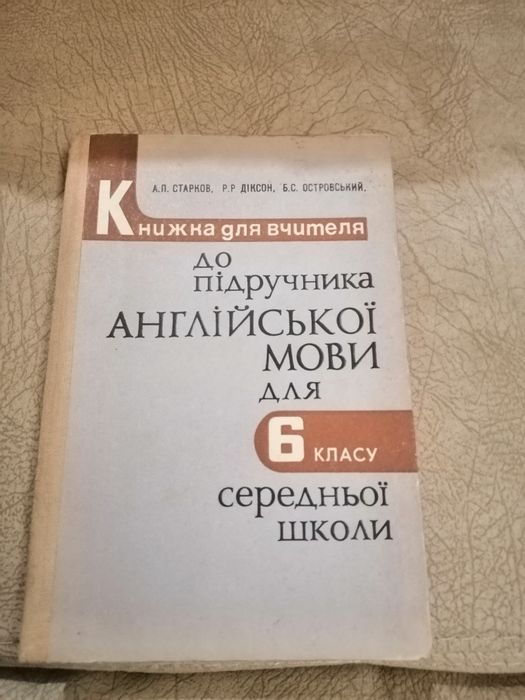 А.П. СТАРКОВ, Р.Р ДІКСОН, Б.С. ОСТРОВСЬКИЙ.
Книжка для вчителя
до
підручника
АНГЛІЙСЬКОЇ
МОВИ
для
6 КЛАСУ
середньої
школи